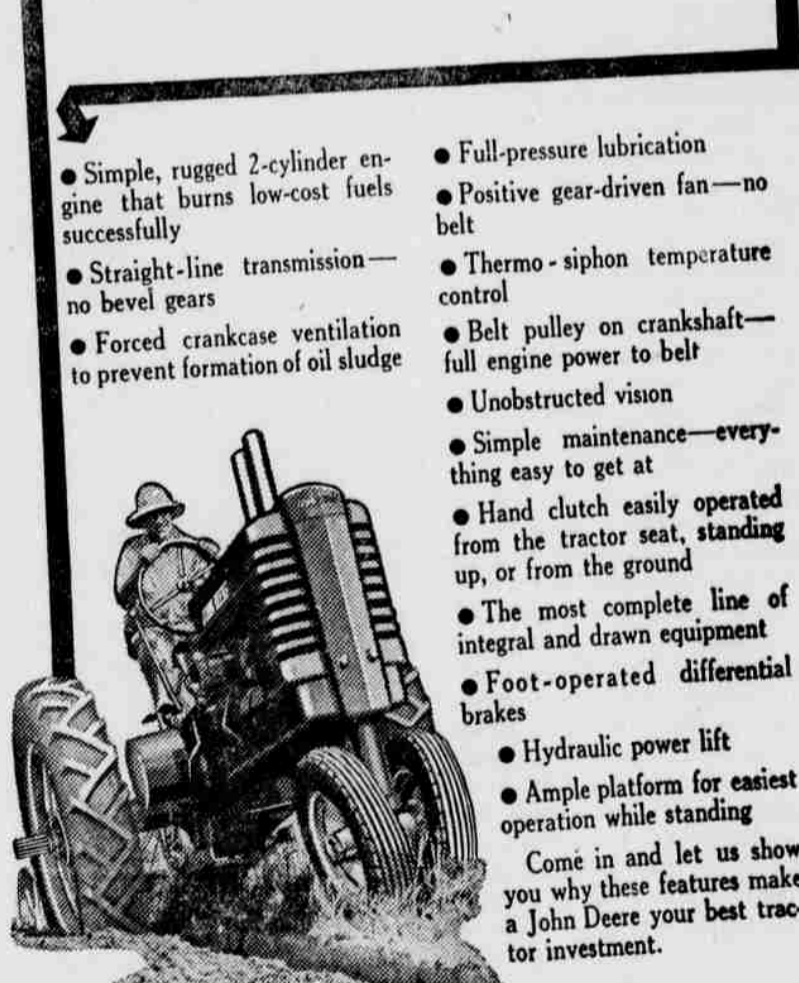 ● Simple, rugged 2-cylinder en-
gine that burns low-cost fuels
successfully
● Straight-line transmission—
no bevel gears
● Forced crankcase ventilation
to prevent formation of oil sludge
● Full-pressure lubrication
● Positive gear-driven fan—no
belt
● Thermo-siphon temperature
control
● Belt pulley on crankshaft—
full engine power to belt
● Unobstructed vision
● Simple maintenance—every-
thing easy to get at
● Hand clutch easily operated
from the tractor seat, standing
up, or from the ground
● The most complete line of
integral and drawn equipment
● Foot-operated differential
brakes
● Hydraulic power lift
● Ample platform for easiest
operation while standing
Come in and let us show
you why these features make
a John Deere your best trac-
tor investment.